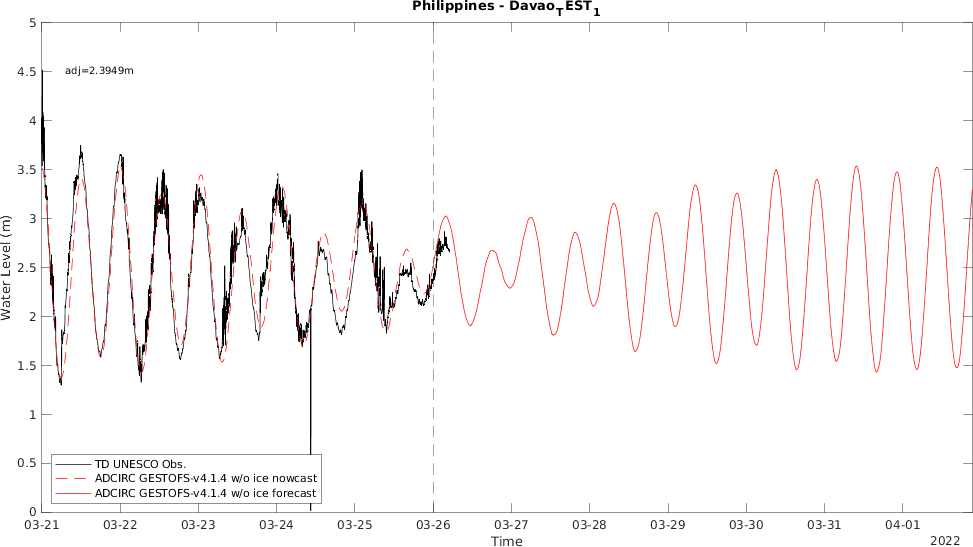 Philippines - Davao_TEST_1
5
4.5
adj=2.3949m
4
3.5
3
2.5
2
1.5
1
0.5
0
Water Level (m)
TD UNESCO Obs.
ADCIRC GESTOFS-v4.1.4 w/o ice nowcast
ADCIRC GESTOFS-v4.1.4 w/o ice forecast
03-21 03-22 03-23 03-24 03-25 03-26 03-27 03-28 03-29 03-30 03-31 04-01
Time
2022